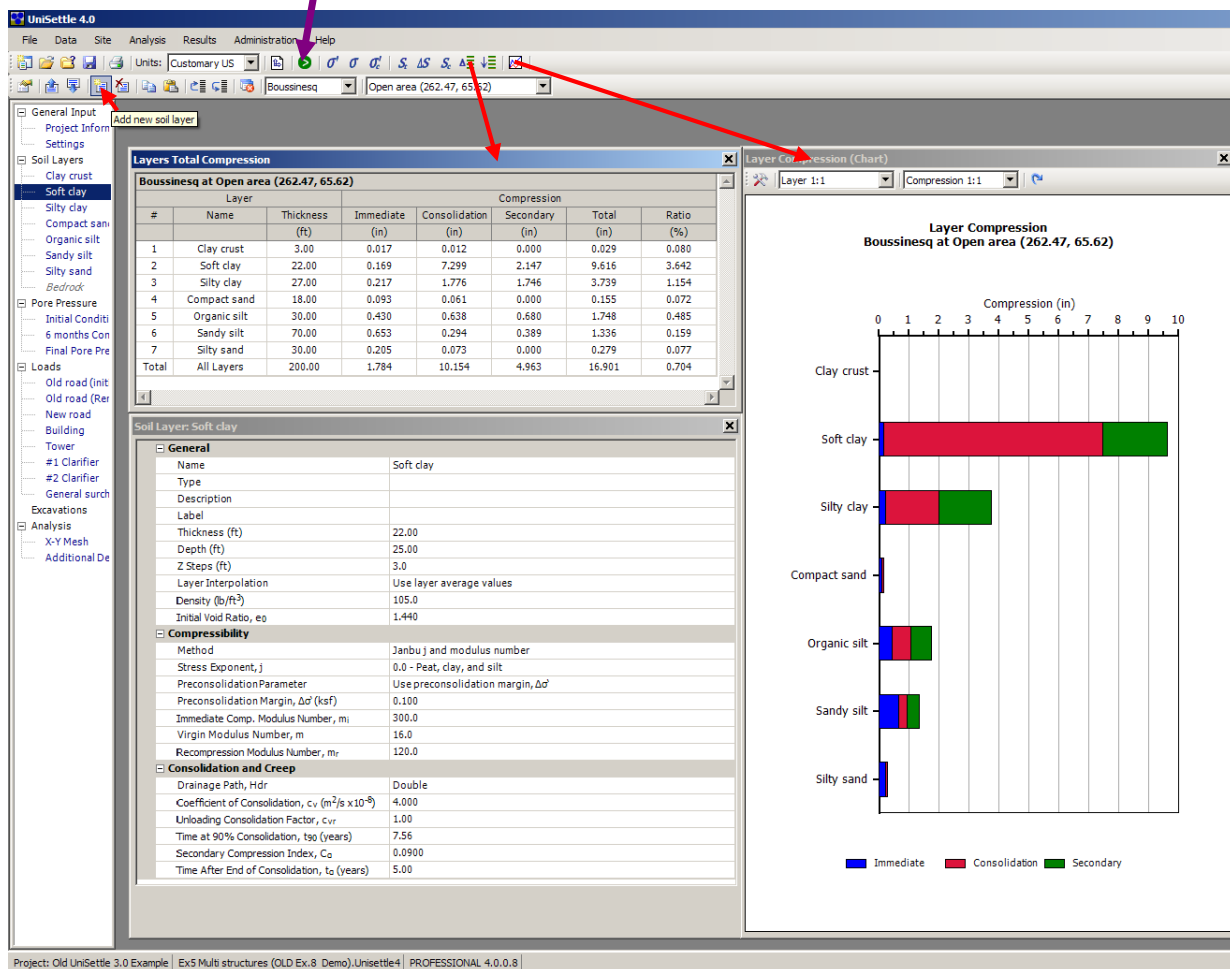 UniSettle 4.0
File Data Site Analysis Results Administration Help
Units: Customary US σ' σ σ'c St ΔS Sc
Boussinesq Open area (262.47, 65.62)
Add new soil layer
General Input
Project Inform
Settings
Soil Layers
Clay crust
Soft clay
Silty clay
Compact san
Organic silt
Sandy silt
Silty sand
Bedrock
Pore Pressure
Initial Conditi
6 months Con
Final Pore Pre
Loads
Old road (init
Old road (Rer
New road
Building
Tower
#1 Clarifier
#2 Clarifier
General surch
Excavations
Analysis
X-Y Mesh
Additional De
Layers Total Compression
Boussinesq at Open area (262.47, 65.62)
Layer Compression
# Name Thickness Immediate Consolidation Secondary Total Ratio
(ft) (in) (in) (in) (in) (%)
1 Clay crust 3.00 0.017 0.012 0.000 0.029 0.080
2 Soft clay 22.00 0.169 7.299 2.147 9.616 3.642
3 Silty clay 27.00 0.217 1.776 1.746 3.739 1.154
4 Compact sand 18.00 0.093 0.061 0.000 0.155 0.072
5 Organic silt 30.00 0.430 0.638 0.680 1.748 0.485
6 Sandy silt 70.00 0.653 0.294 0.389 1.336 0.159
7 Silty sand 30.00 0.205 0.073 0.000 0.279 0.077
Total All Layers 200.00 1.784 10.154 4.963 16.901 0.704
Soil Layer: Soft clay
General
Name Soft clay
Type
Description
Label
Thickness (ft) 22.00
Depth (ft) 25.00
Z Steps (ft) 3.0
Layer Interpolation Use layer average values
Density (lb/ft³) 105.0
Initial Void Ratio, e₀ 1.440
Compressibility
Method Janbu j and modulus number
Stress Exponent, j 0.0 - Peat, clay, and silt
Preconsolidation Parameter Use preconsolidation margin, Δσ'
Preconsolidation Margin, Δσ' (ksf) 0.100
Immediate Comp. Modulus Number, mᵢ 300.0
Virgin Modulus Number, m 16.0
Recompression Modulus Number, mᵣ 120.0
Consolidation and Creep
Drainage Path, Hdr Double
Coefficient of Consolidation, cᵥ (m²/s x10⁻⁸) 4.000
Unloading Consolidation Factor, cᵥᵣ 1.00
Time at 90% Consolidation, t₉₀ (years) 7.56
Secondary Compression Index, Cα 0.0900
Time After End of Consolidation, tα (years) 5.00
Layer Compression (Chart)
Layer 1:1 Compression 1:1
Layer Compression
Boussinesq at Open area (262.47, 65.62)
Compression (in)
0 1 2 3 4 5 6 7 8 9 10
Clay crust
Soft clay
Silty clay
Compact sand
Organic silt
Sandy silt
Silty sand
Immediate Consolidation Secondary
Project: Old UniSettle 3.0 Example Ex5 Multi structures (OLD Ex.8 Demo).Unisettle4 PROFESSIONAL 4.0.0.8